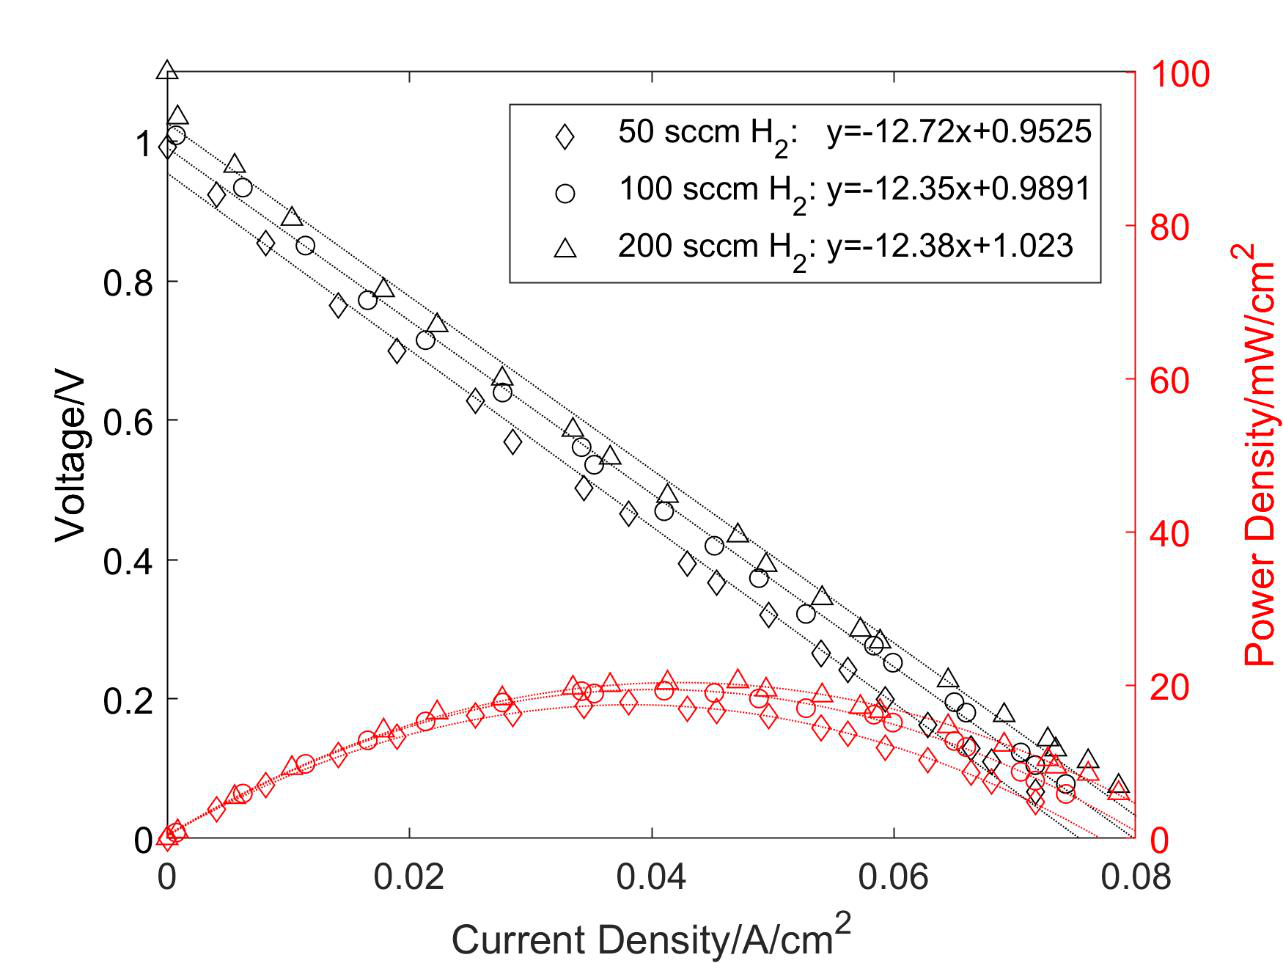 50 sccm H2: y=-12.72x+0.9525
100 sccm H2: y=-12.35x+0.9891
200 sccm H2: y=-12.38x+1.023
Voltage/V
1
0.8
0.6
0.4
0.2
0
100
80
60
40
20
0
Power Density/mW/cm2
0 0.02 0.04 0.06 0.08
Current Density/A/cm2